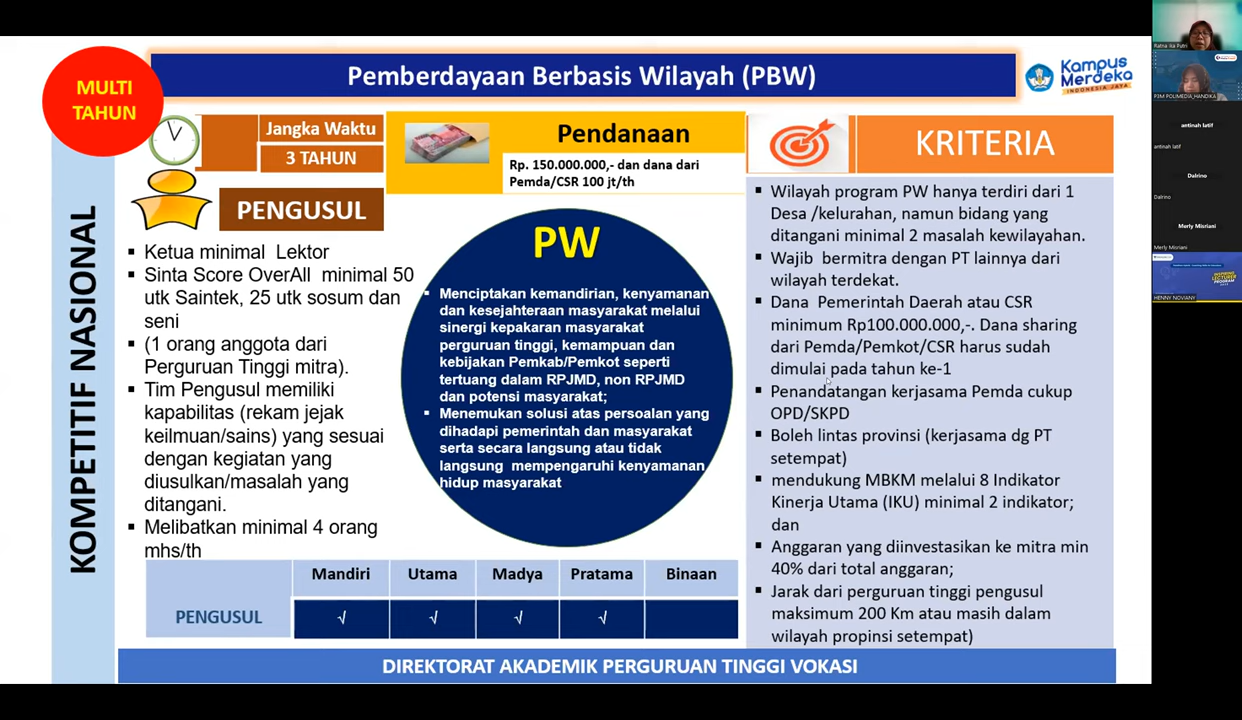 MULTI
TAHUN
Pemberdayaan Berbasis Wilayah (PBW)
Kampus
Merdeka
INDONESIA JAYA
KOMPETITIF NASIONAL
Jangka Waktu
3 TAHUN
PENGUSUL
▪ Ketua minimal Lektor
▪ Sinta Score OverAll minimal 50
utk Saintek, 25 utk sosum dan
seni
▪ (1 orang anggota dari
Perguruan Tinggi mitra).
▪ Tim Pengusul memiliki
kapabilitas (rekam jejak
keilmuan/sains) yang sesuai
dengan kegiatan yang
diusulkan/masalah yang
ditangani.
▪ Melibatkan minimal 4 orang
mhs/th
Pendanaan
Rp. 150.000.000,- dan dana dari
Pemda/CSR 100 jt/th
PW
▪ Menciptakan kemandirian, kenyamanan
dan kesejahteraan masyarakat melalui
sinergi kepakaran masyarakat
perguruan tinggi, kemampuan dan
kebijakan Pemkab/Pemkot seperti
tertuang dalam RPJMD, non RPJMD
dan potensi masyarakat;
▪ Menemukan solusi atas persoalan yang
dihadapi pemerintah dan masyarakat
serta secara langsung atau tidak
langsung mempengaruhi kenyamanan
hidup masyarakat
KRITERIA
▪ Wilayah program PW hanya terdiri dari 1
Desa /kelurahan, namun bidang yang
ditangani minimal 2 masalah kewilayahan.
▪ Wajib bermitra dengan PT lainnya dari
wilayah terdekat.
▪ Dana Pemerintah Daerah atau CSR
minimum Rp100.000.000,-. Dana sharing
dari Pemda/Pemkot/CSR harus sudah
dimulai pada tahun ke-1
▪ Penandatangan kerjasama Pemda cukup
OPD/SKPD
▪ Boleh lintas provinsi (kerjasama dg PT
setempat)
▪ mendukung MBKM melalui 8 Indikator
Kinerja Utama (IKU) minimal 2 indikator;
dan
▪ Anggaran yang diinvestasikan ke mitra min
40% dari total anggaran;
▪ Jarak dari perguruan tinggi pengusul
maksimum 200 Km atau masih dalam
wilayah propinsi setempat)
Mandiri Utama Madya Pratama Binaan
PENGUSUL √ √ √ √
DIREKTORAT AKADEMIK PERGURUAN TINGGI VOKASI
Ratna Ika Putri
P3M POLIMEDIA_HANDIKA
antinah latif
antinah latif
Dalrino
Dalrino
Merly Misriani
Merly Misriani
HENNY NOVIANY